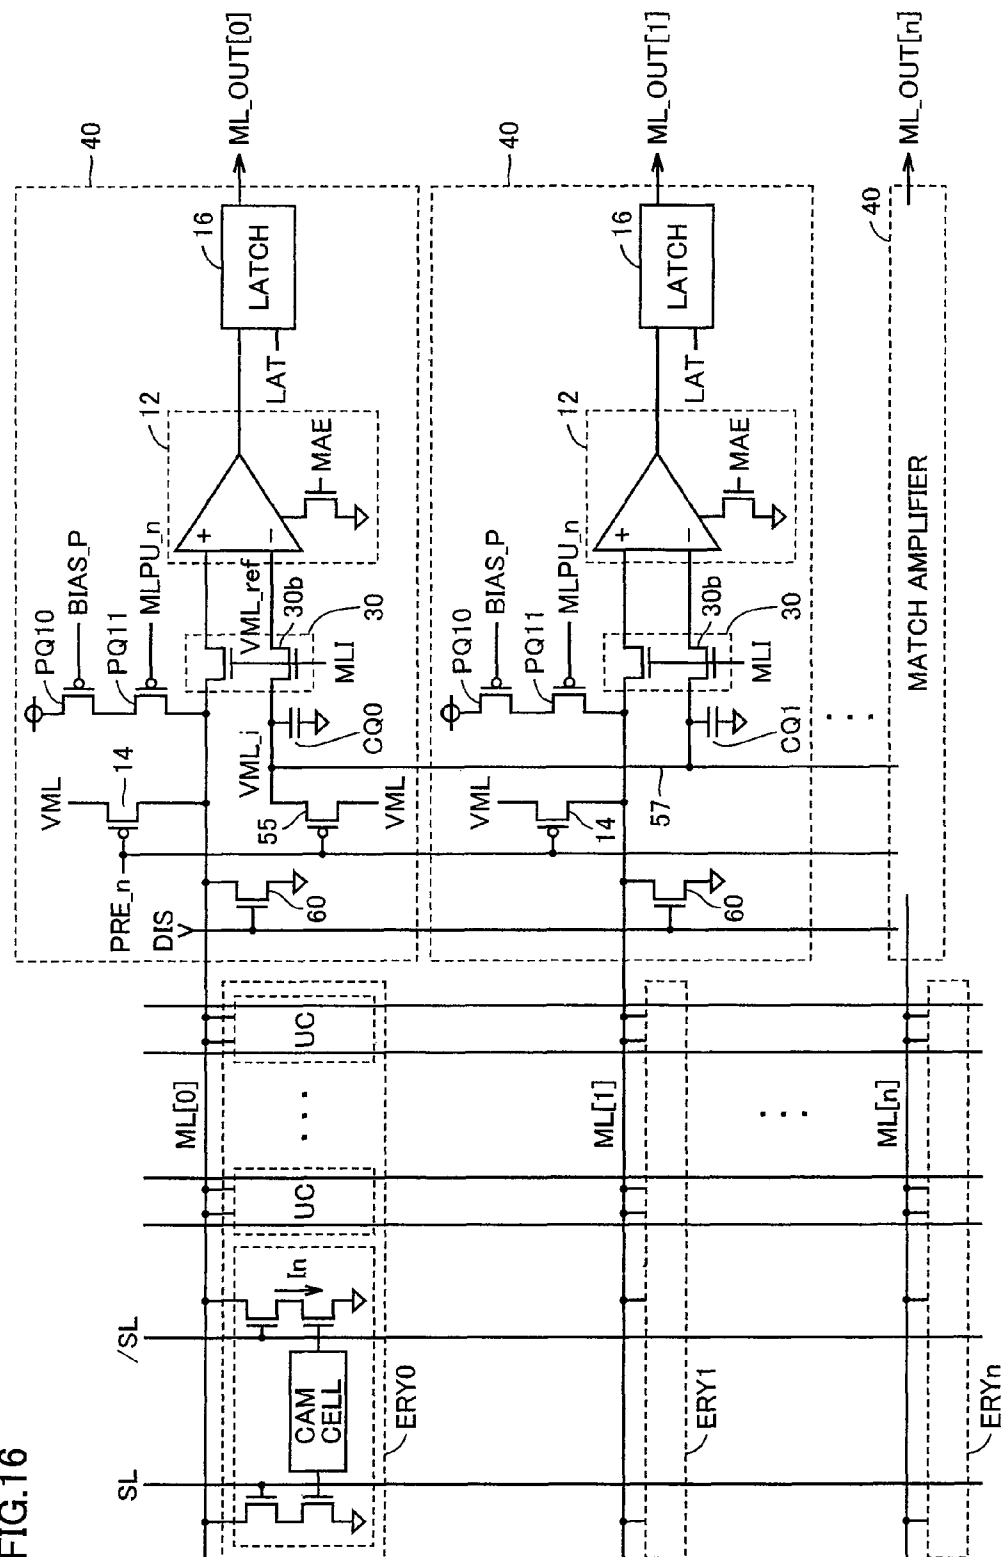 FIG.16
SL
/SL
CAM
CELL
In
UC
UC
ML[0]
ERY0
ML[1]
ERY1
ML[n]
ERYn
DIS
PRE_n
VML
14
60
55
VML
VML_i
CQ0
PQ10
BIAS_P
PQ11
MLPU_n
VML_ref
30b
30
MLI
12
+
−
MAE
LAT
LATCH
16
40
ML_OUT[0]
VML
14
60
57
CQ1
PQ10
BIAS_P
PQ11
MLPU_n
30b
30
MLI
12
+
−
MAE
LAT
LATCH
16
40
ML_OUT[1]
MATCH AMPLIFIER
40
ML_OUT[n]